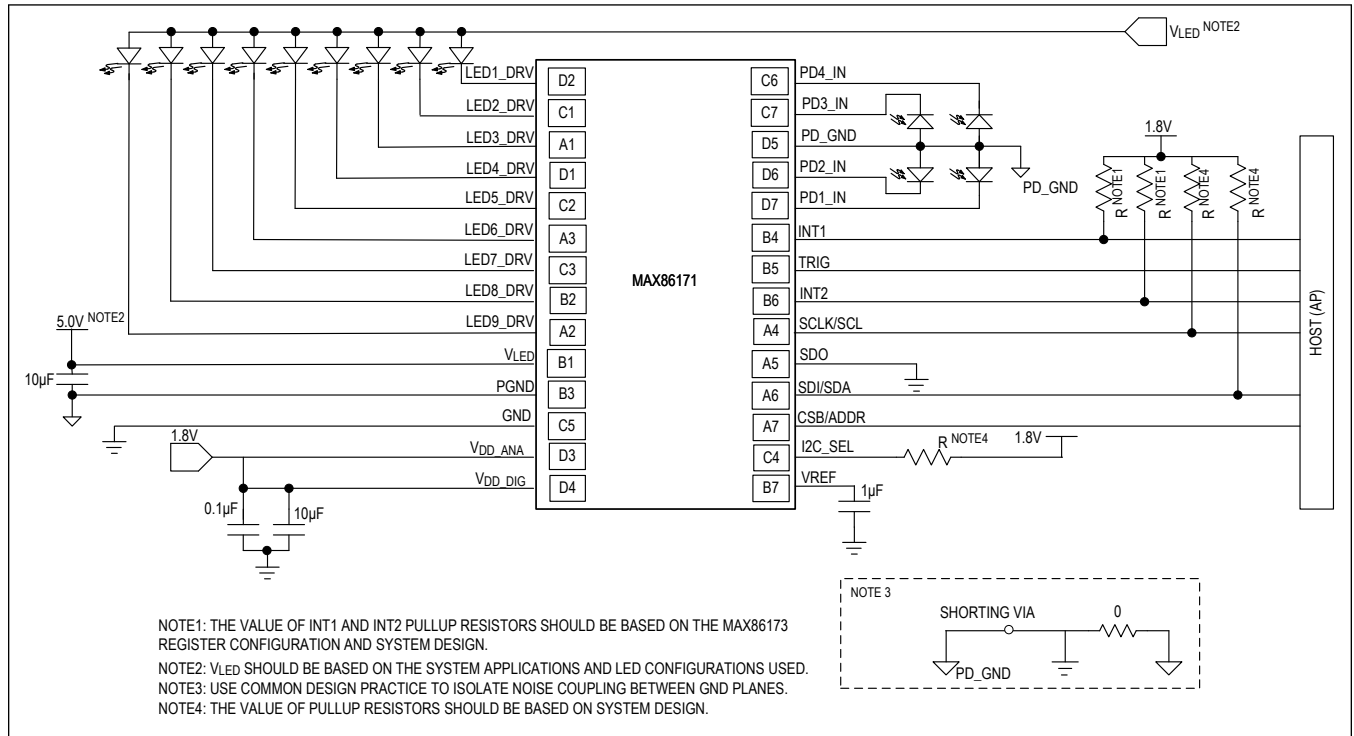 VLED NOTE2
LED1_DRV
D2
LED2_DRV
C1
LED3_DRV
A1
LED4_DRV
D1
LED5_DRV
C2
LED6_DRV
A3
LED7_DRV
C3
LED8_DRV
B2
LED9_DRV
A2
5.0V NOTE2
VLED
B1
10µF
PGND
B3
GND
C5
1.8V
VDD_ANA
D3
VDD_DIG
D4
0.1µF
10µF
MAX86171
C6
PD4_IN
C7
PD3_IN
D5
PD_GND
D6
PD2_IN
D7
PD1_IN
PD_GND
1.8V
R NOTE1
R NOTE1
R NOTE4
R NOTE4
B4
INT1
B5
TRIG
B6
INT2
A4
SCLK/SCL
A5
SDO
A6
SDI/SDA
A7
CSB/ADDR
C4
I2C_SEL
R NOTE4
1.8V
B7
VREF
1µF
HOST (AP)
NOTE 3
SHORTING VIA
0
PD_GND
NOTE1: THE VALUE OF INT1 AND INT2 PULLUP RESISTORS SHOULD BE BASED ON THE MAX86173
REGISTER CONFIGURATION AND SYSTEM DESIGN.
NOTE2: VLED SHOULD BE BASED ON THE SYSTEM APPLICATIONS AND LED CONFIGURATIONS USED.
NOTE3: USE COMMON DESIGN PRACTICE TO ISOLATE NOISE COUPLING BETWEEN GND PLANES.
NOTE4: THE VALUE OF PULLUP RESISTORS SHOULD BE BASED ON SYSTEM DESIGN.